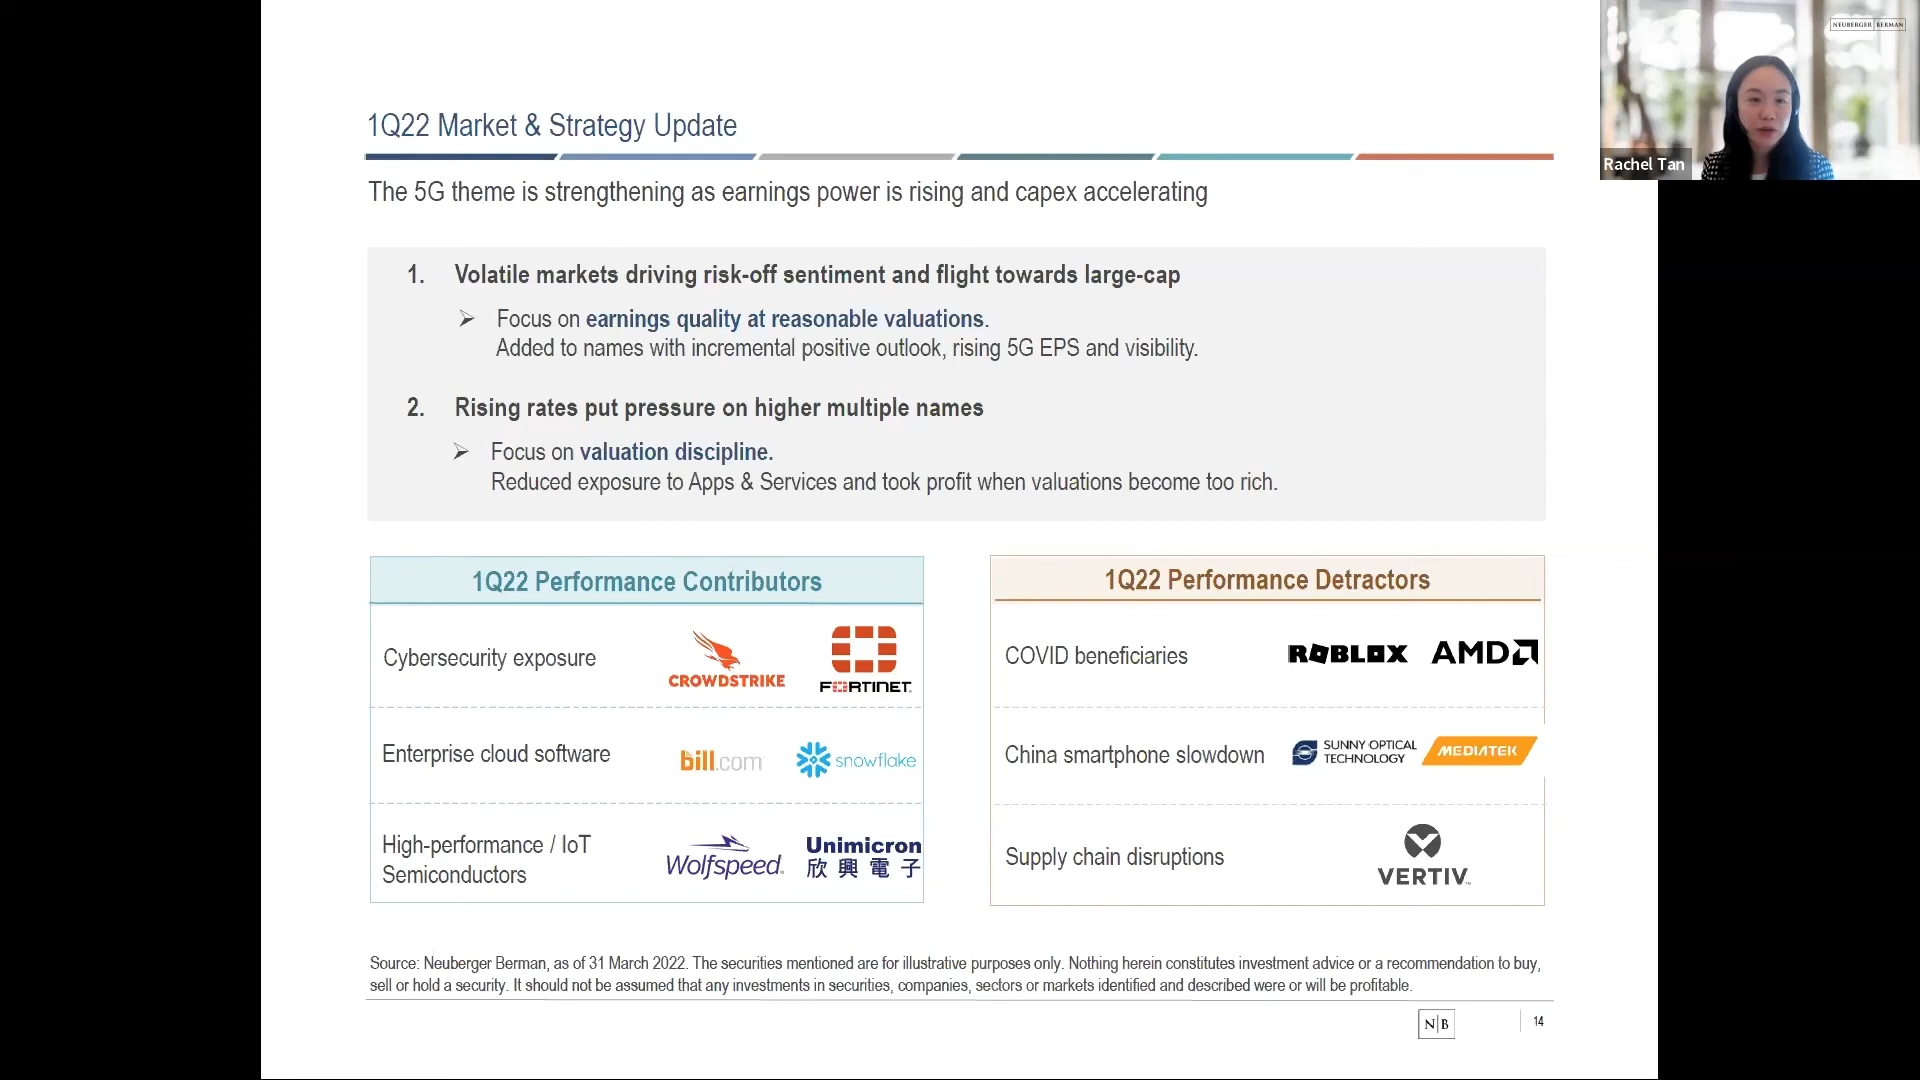 NEUBERGER BERMAN
Rachel Tan
1Q22 Market & Strategy Update
The 5G theme is strengthening as earnings power is rising and capex accelerating
1. Volatile markets driving risk-off sentiment and flight towards large-cap
Focus on earnings quality at reasonable valuations.
Added to names with incremental positive outlook, rising 5G EPS and visibility.
2. Rising rates put pressure on higher multiple names
Focus on valuation discipline.
Reduced exposure to Apps & Services and took profit when valuations become too rich.
1Q22 Performance Contributors
Cybersecurity exposure
CROWDSTRIKE
FORTINET
Enterprise cloud software
bill.com
snowflake
High-performance / IoT
Semiconductors
Wolfspeed
Unimicron
欣興電子
1Q22 Performance Detractors
COVID beneficiaries
ROBLOX
AMD
China smartphone slowdown
SUNNY OPTICAL
TECHNOLOGY
MEDIATEK
Supply chain disruptions
VERTIV™
Source: Neuberger Berman, as of 31 March 2022. The securities mentioned are for illustrative purposes only. Nothing herein constitutes investment advice or a recommendation to buy,
sell or hold a security. It should not be assumed that any investments in securities, companies, sectors or markets identified and described were or will be profitable.
N|B
14